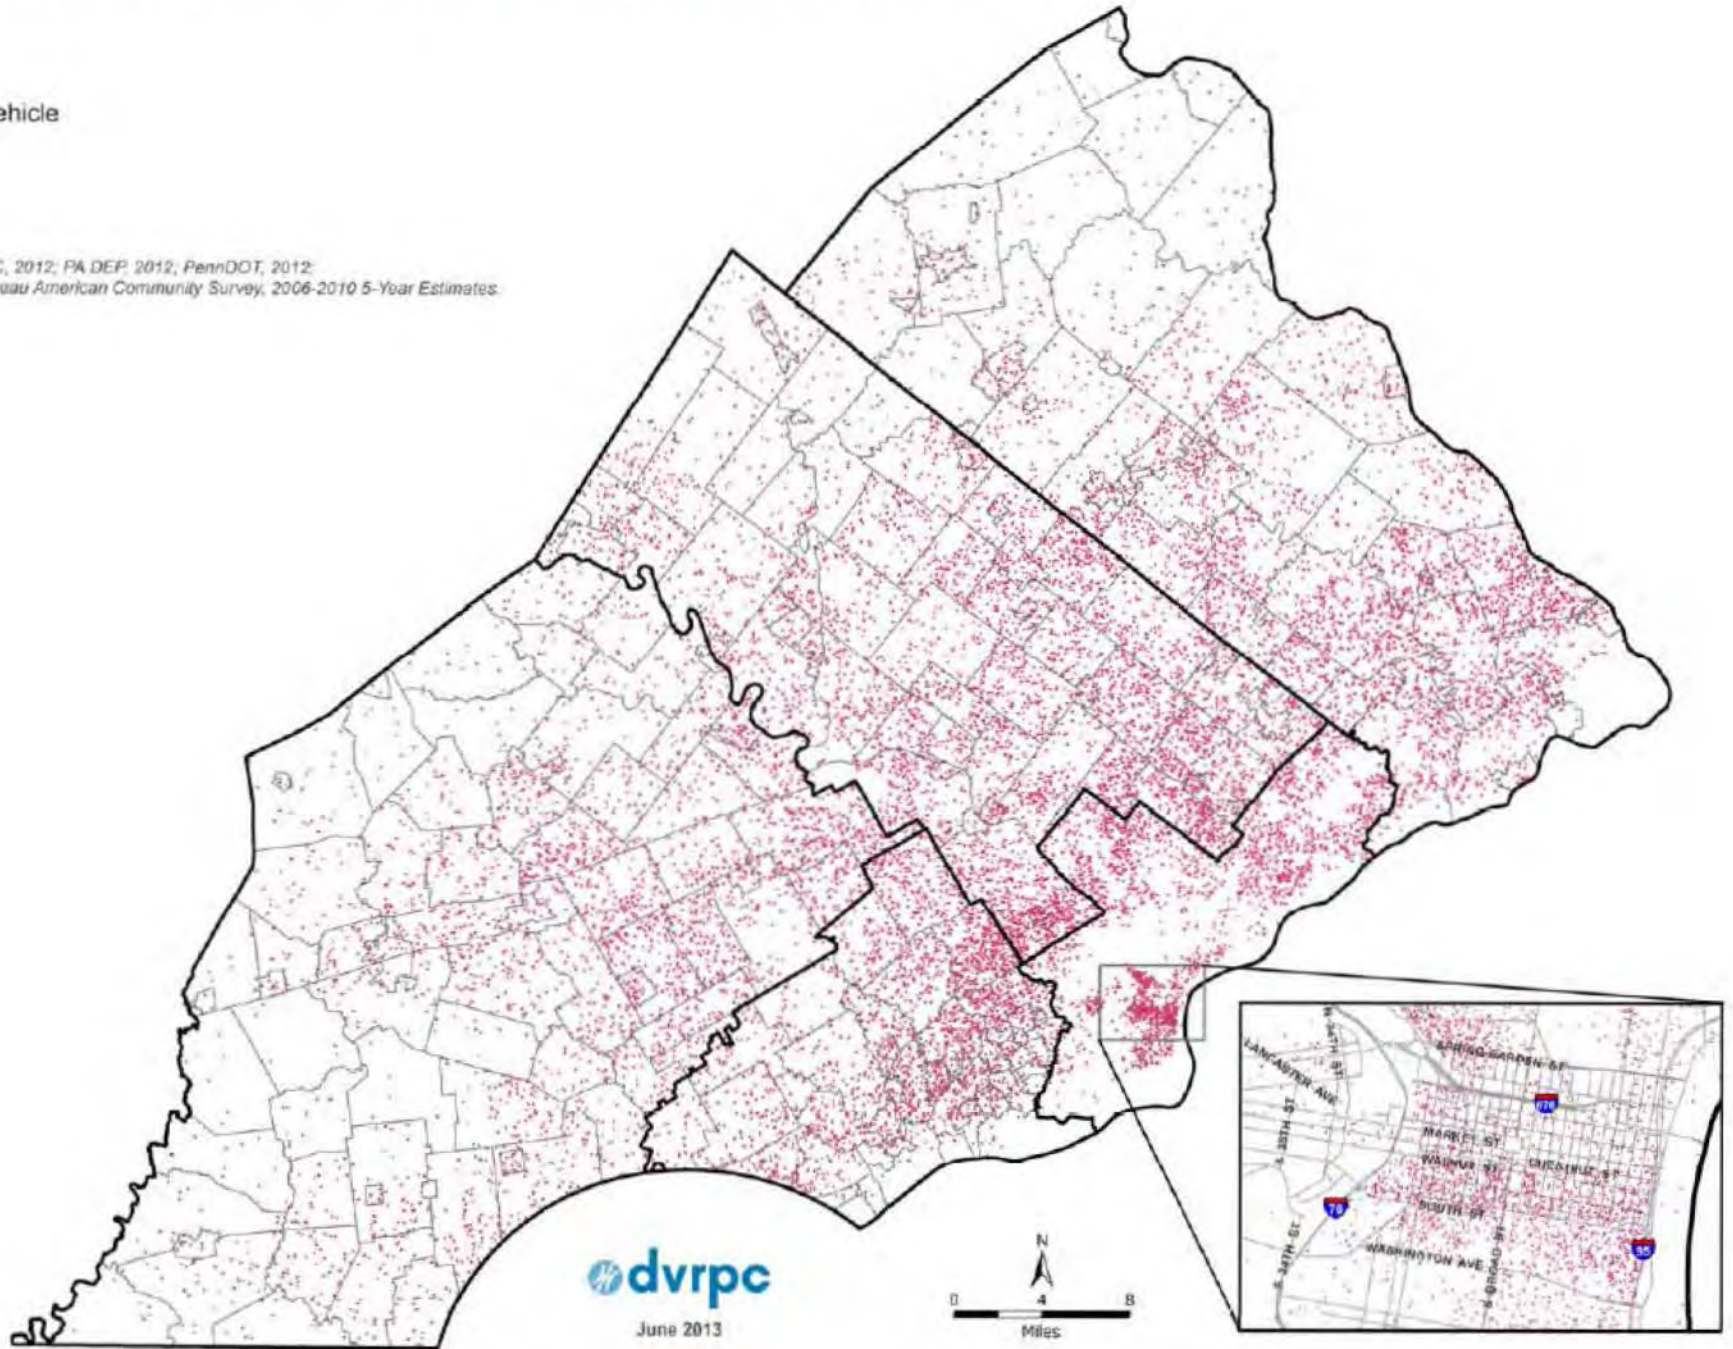 ehicle
, 2012; PA DEP, 2012; PennDOT, 2012;
eau American Community Survey, 2006-2010 5-Year Estimates.
dvrpc
June 2013
N
0 4 8
Miles
LANCASTER AVE
SPRING GARDEN ST
676
MARKET ST
WALNUT ST
CHESTNUT ST
SOUTH ST
76
WASHINGTON AVE
S BROAD ST
95
S 34TH ST